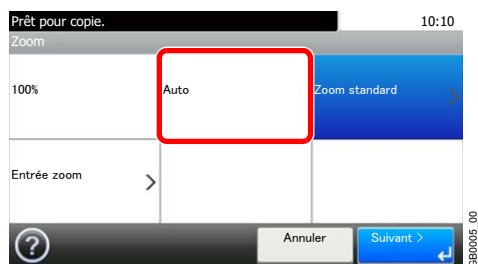 Prêt pour copie. 10:10
Zoom
100% Auto Zoom standard
Entrée zoom
Annuler Suivant >
GB0005_00